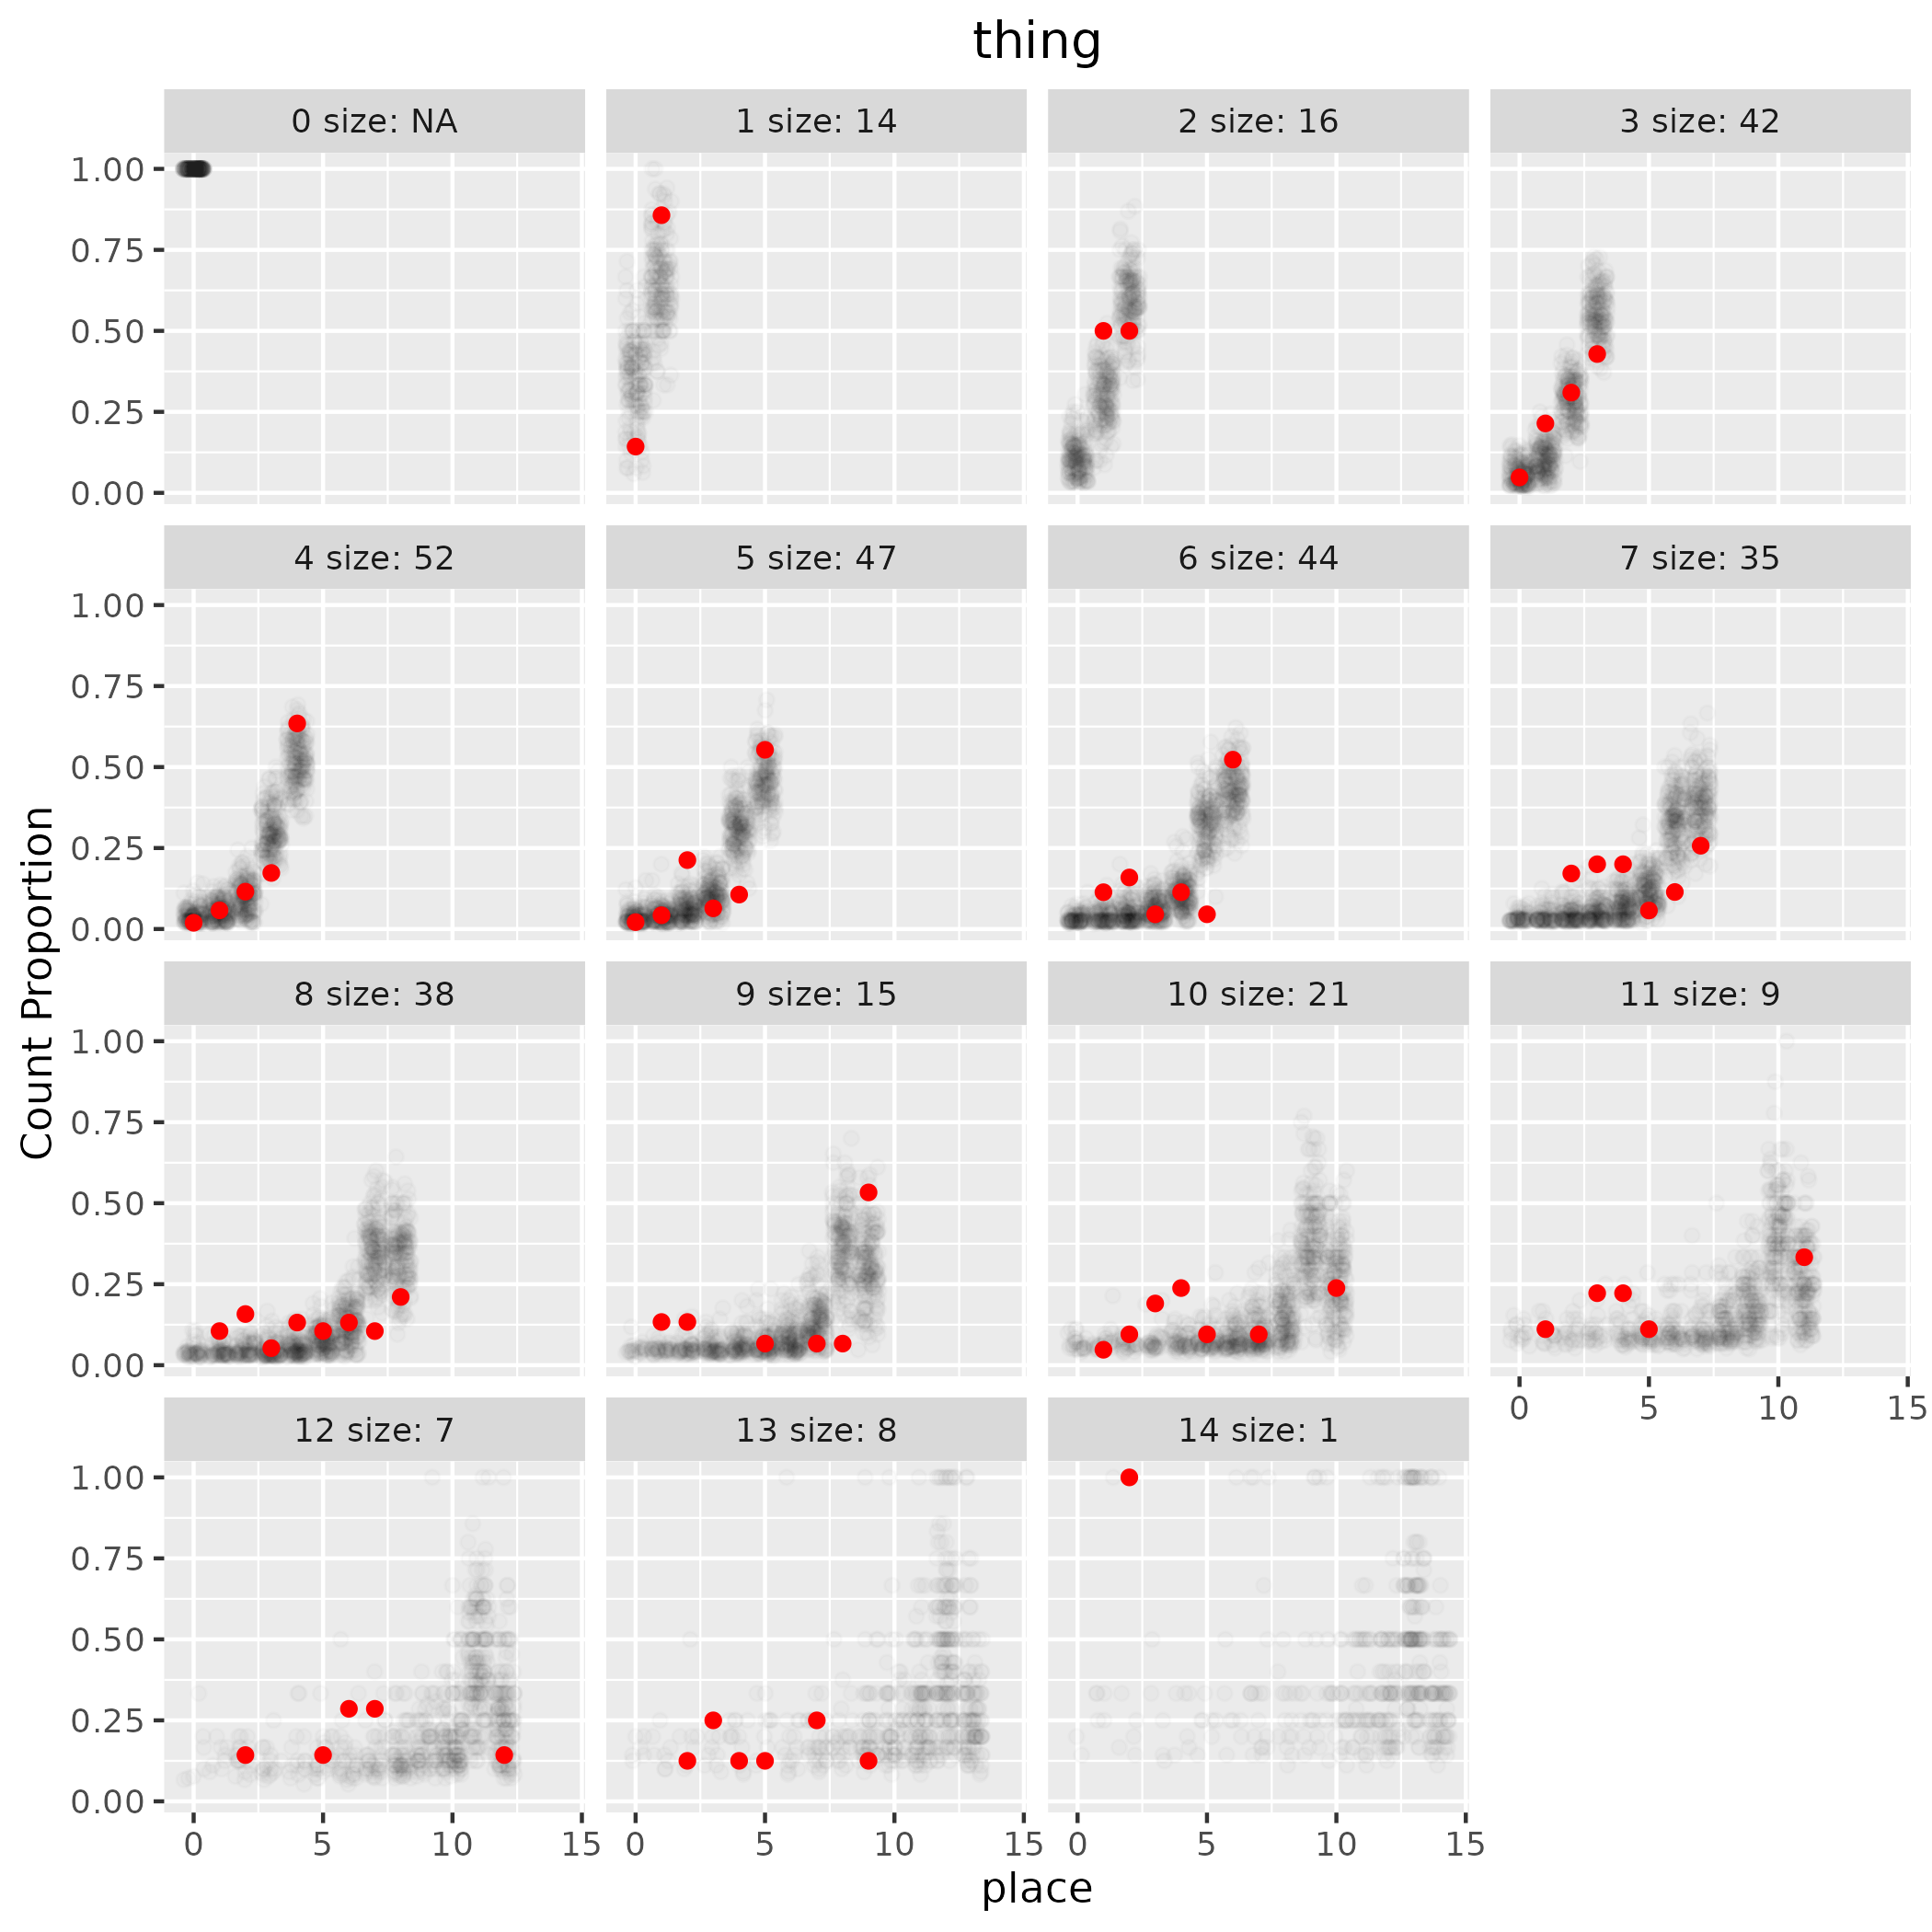 thing
0 size: NA
1 size: 14
2 size: 16
3 size: 42
1.00
0.75
0.50
0.25
0.00
4 size: 52
5 size: 47
6 size: 44
7 size: 35
1.00
0.75
0.50
0.25
0.00
Count Proportion
8 size: 38
9 size: 15
10 size: 21
11 size: 9
1.00
0.75
0.50
0.25
0.00
0 5 10 15
12 size: 7
13 size: 8
14 size: 1
1.00
0.75
0.50
0.25
0.00
0 5 10 15
0 5 10 15
0 5 10 15
place